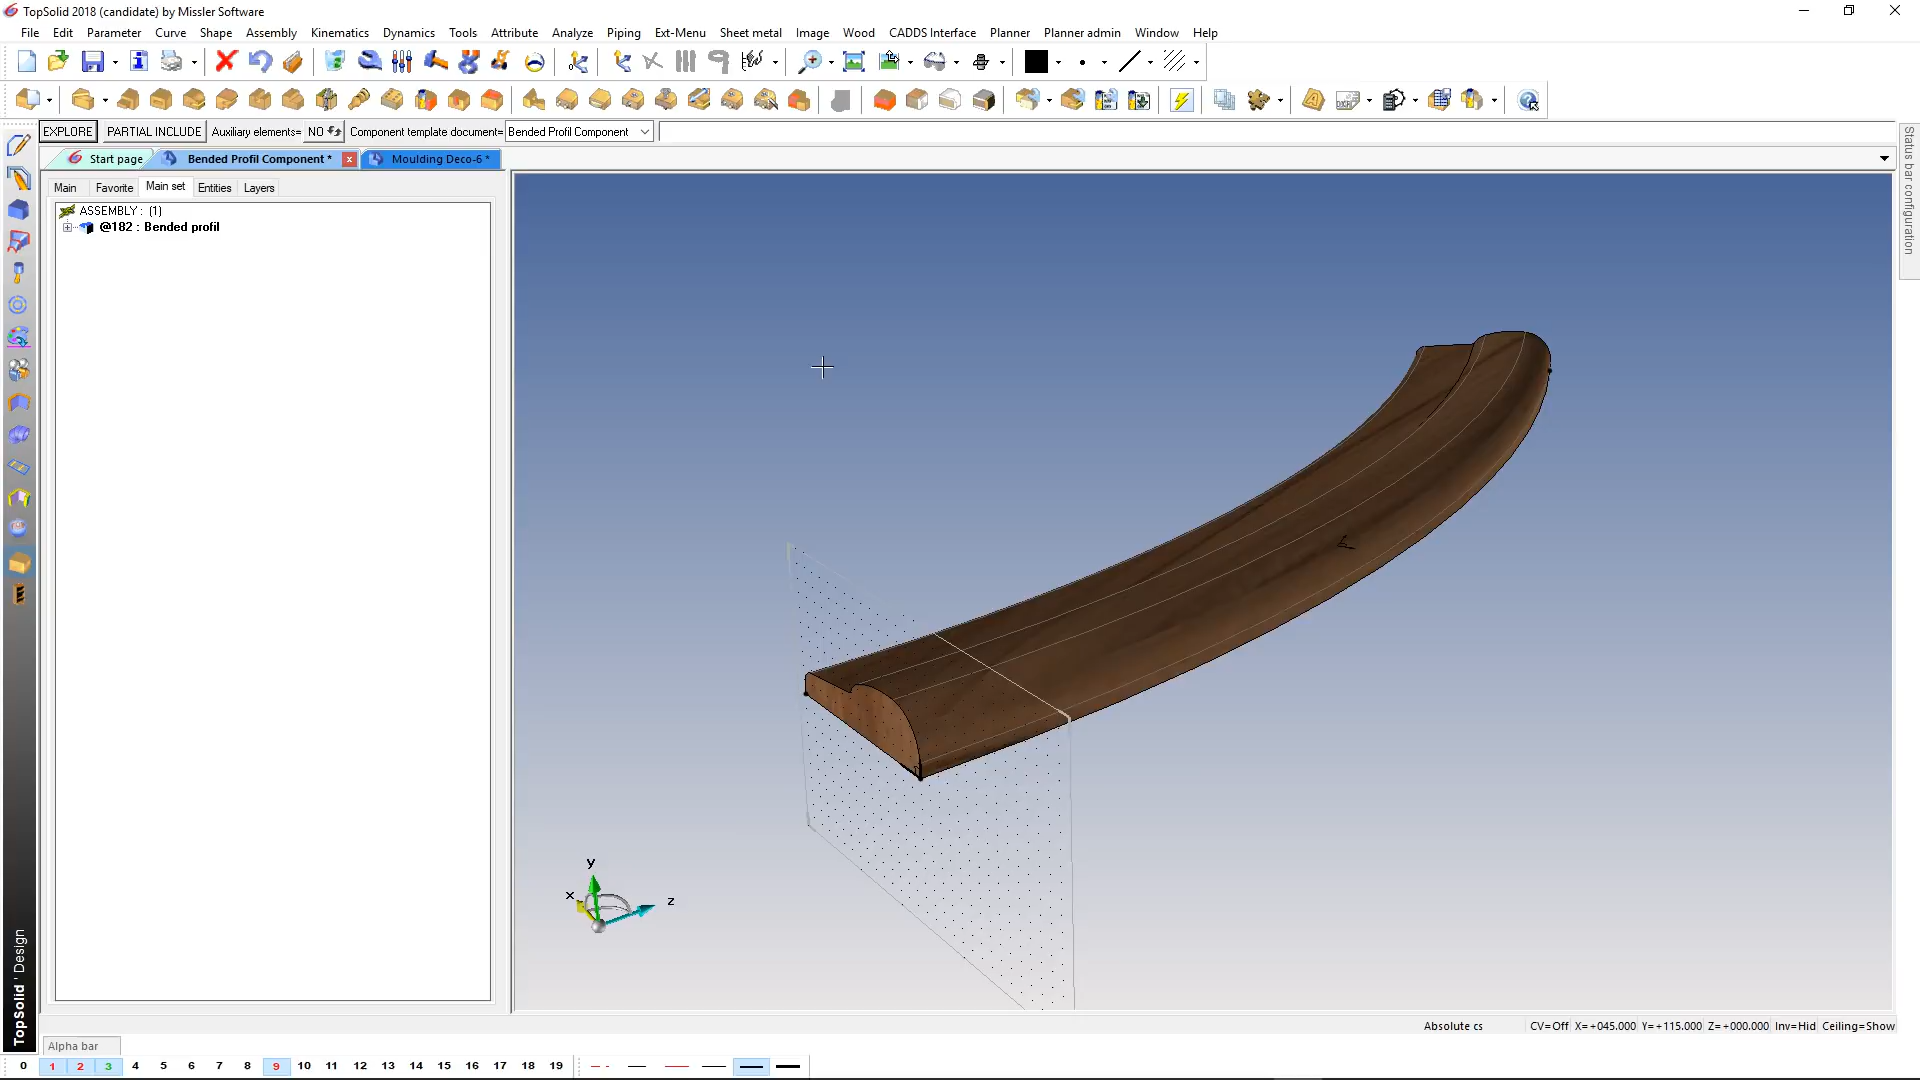 TopSolid 2018 (candidate) by Missler Software
File Edit Parameter Curve Shape Assembly Kinematics Dynamics Tools Attribute Analyze Piping Ext-Menu Sheet metal Image Wood CADDS Interface Planner Planner admin Window Help
EXPLORE PARTIAL INCLUDE Auxiliary elements= NO Component template document= Bended Profil Component
Start page Bended Profil Component * x Moulding Deco-6 *
Main Favorite Main set Entities Layers
ASSEMBLY : (1)
@182 : Bended profil
Status bar configuration
y
x
z
TopSolid ' Design
Absolute cs CV=Off X=+045.000 Y=+115.000 Z=+000.000 Inv=Hid Ceiling=Show
Alpha bar
0 1 2 3 4 5 6 7 8 9 10 11 12 13 14 15 16 17 18 19